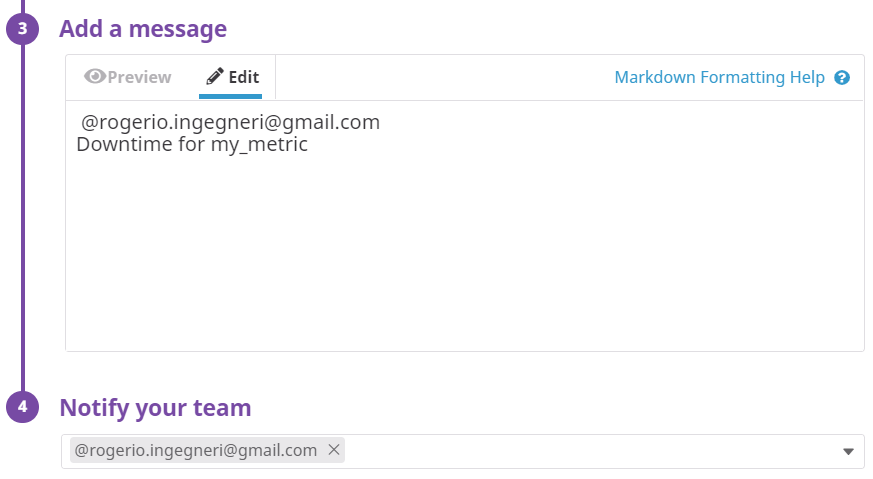 3 Add a message
Preview Edit Markdown Formatting Help ?
@rogerio.ingegneri@gmail.com
Downtime for my_metric
4 Notify your team
@rogerio.ingegneri@gmail.com ×